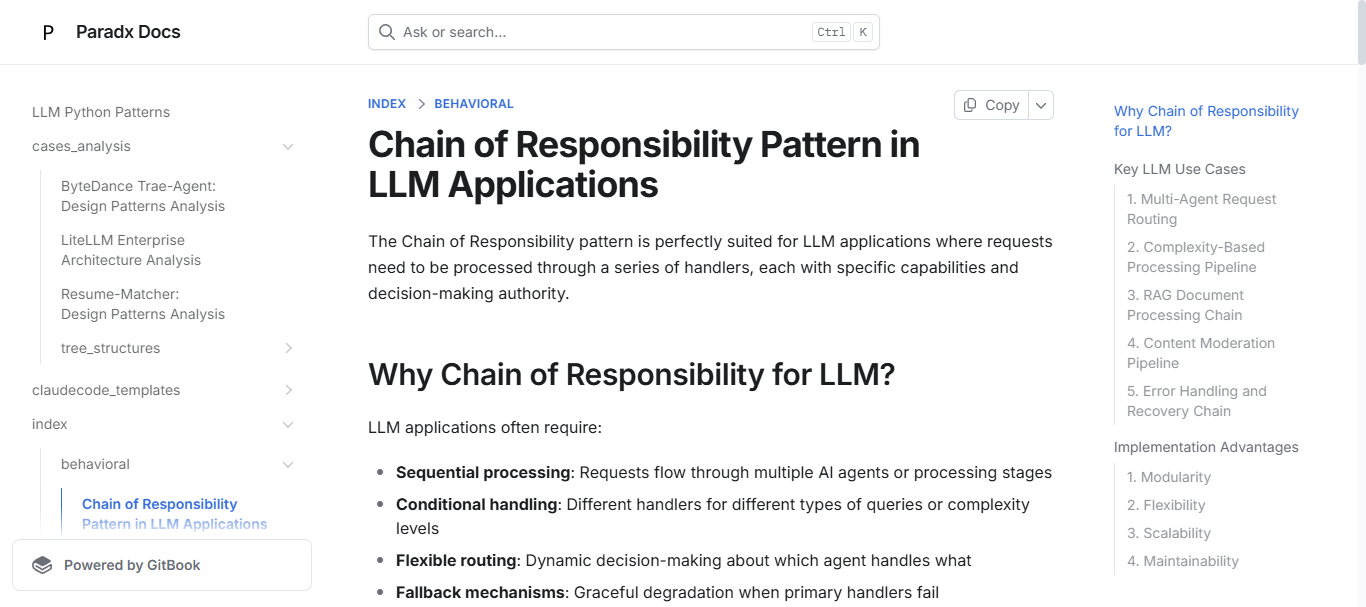 P Paradx Docs
Ask or search... Ctrl K
LLM Python Patterns
cases_analysis
ByteDance Trae-Agent:
Design Patterns Analysis
LiteLLM Enterprise
Architecture Analysis
Resume-Matcher:
Design Patterns Analysis
tree_structures
claudecode_templates
index
behavioral
Chain of Responsibility
Pattern in LLM Applications
Powered by GitBook
INDEX > BEHAVIORAL
Copy
Chain of Responsibility Pattern in
LLM Applications
The Chain of Responsibility pattern is perfectly suited for LLM applications where requests
need to be processed through a series of handlers, each with specific capabilities and
decision-making authority.
Why Chain of Responsibility for LLM?
LLM applications often require:
• Sequential processing: Requests flow through multiple AI agents or processing stages
• Conditional handling: Different handlers for different types of queries or complexity
levels
• Flexible routing: Dynamic decision-making about which agent handles what
• Fallback mechanisms: Graceful degradation when primary handlers fail
Why Chain of Responsibility
for LLM?
Key LLM Use Cases
1. Multi-Agent Request
Routing
2. Complexity-Based
Processing Pipeline
3. RAG Document
Processing Chain
4. Content Moderation
Pipeline
5. Error Handling and
Recovery Chain
Implementation Advantages
1. Modularity
2. Flexibility
3. Scalability
4. Maintainability